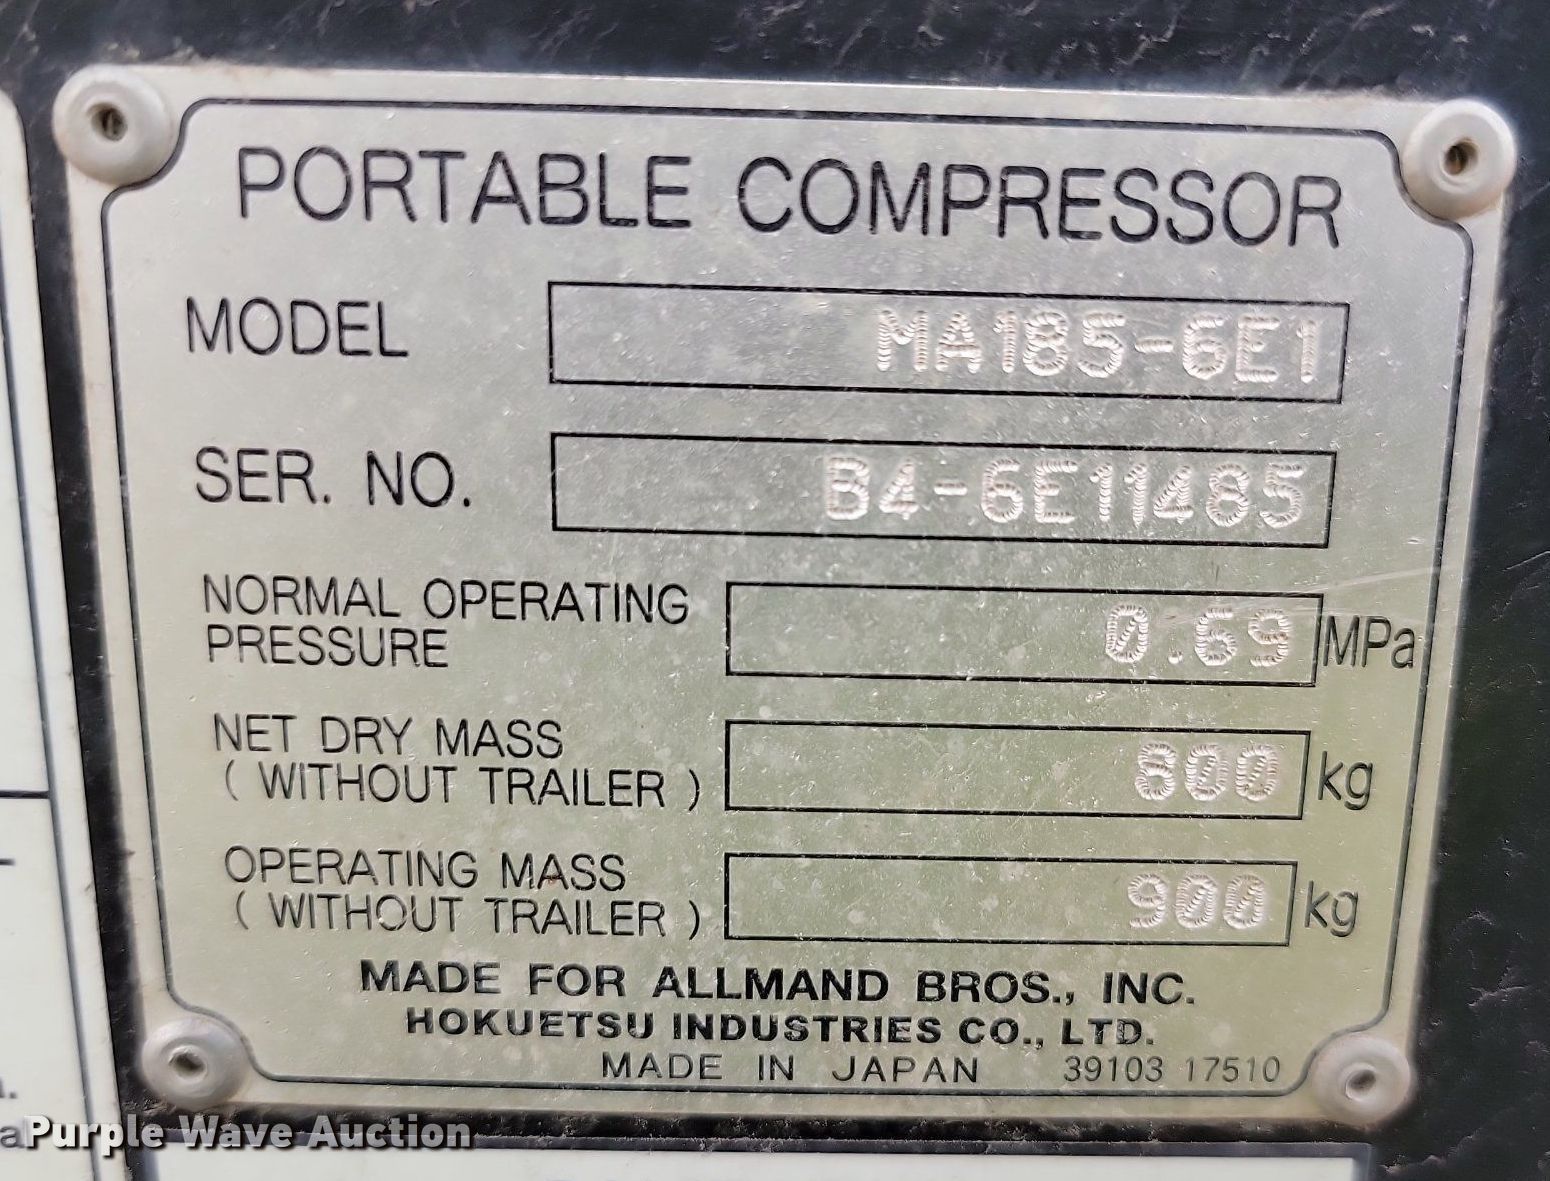 PORTABLE COMPRESSOR
MODEL MA185-6E1
SER. NO. B4-6E11485
NORMAL OPERATING
PRESSURE 0.69 MPa
NET DRY MASS
( WITHOUT TRAILER ) 800 kg
OPERATING MASS
( WITHOUT TRAILER ) 900 kg
MADE FOR ALLMAND BROS., INC.
HOKUETSU INDUSTRIES CO., LTD.
MADE IN JAPAN 39103 17510
Purple Wave Auction